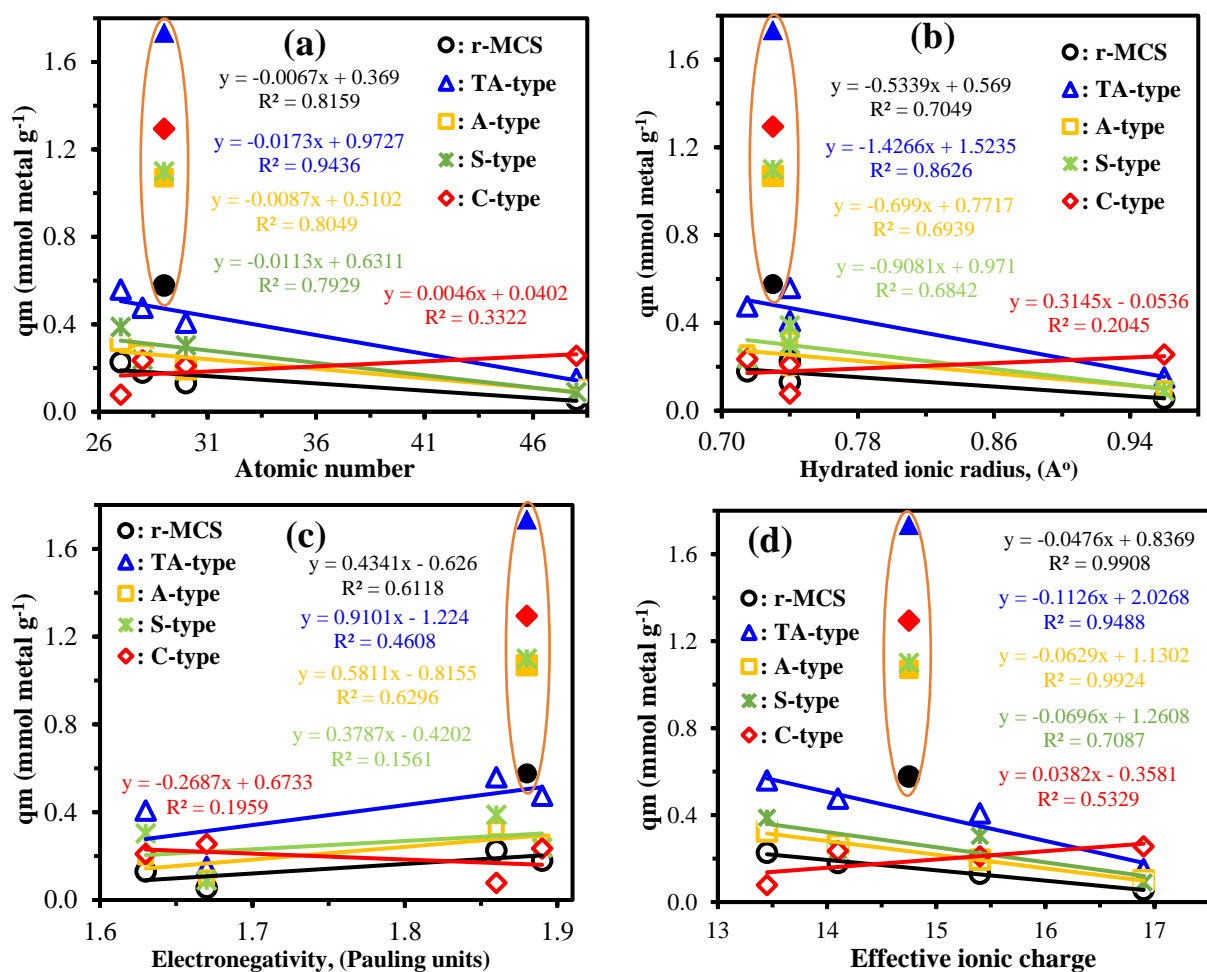 (a)
: r-MCS
: TA-type
: A-type
: S-type
: C-type
y = -0.0067x + 0.369
R² = 0.8159
y = -0.0173x + 0.9727
R² = 0.9436
y = -0.0087x + 0.5102
R² = 0.8049
y = -0.0113x + 0.6311
R² = 0.7929
y = 0.0046x + 0.0402
R² = 0.3322
qm (mmol metal g⁻¹)
1.6
1.2
0.8
0.4
0.0
26 31 36 41 46
Atomic number
(b)
: r-MCS
: TA-type
: A-type
: S-type
: C-type
y = -0.5339x + 0.569
R² = 0.7049
y = -1.4266x + 1.5235
R² = 0.8626
y = -0.699x + 0.7717
R² = 0.6939
y = -0.9081x + 0.971
R² = 0.6842
y = 0.3145x - 0.0536
R² = 0.2045
qm (mmol metal g⁻¹)
1.6
1.2
0.8
0.4
0.0
0.70 0.78 0.86 0.94
Hydrated ionic radius, (Aᵒ)
(c)
: r-MCS
: TA-type
: A-type
: S-type
: C-type
y = 0.4341x - 0.626
R² = 0.6118
y = 0.9101x - 1.224
R² = 0.4608
y = 0.5811x - 0.8155
R² = 0.6296
y = 0.3787x - 0.4202
R² = 0.1561
y = -0.2687x + 0.6733
R² = 0.1959
qm (mmol metal g⁻¹)
1.6
1.2
0.8
0.4
0.0
1.6 1.7 1.8 1.9
Electronegativity, (Pauling units)
(d)
: r-MCS
: TA-type
: A-type
: S-type
: C-type
y = -0.0476x + 0.8369
R² = 0.9908
y = -0.1126x + 2.0268
R² = 0.9488
y = -0.0629x + 1.1302
R² = 0.9924
y = -0.0696x + 1.2608
R² = 0.7087
y = 0.0382x - 0.3581
R² = 0.5329
qm (mmol metal g⁻¹)
1.6
1.2
0.8
0.4
0.0
13 14 15 16 17
Effective ionic charge